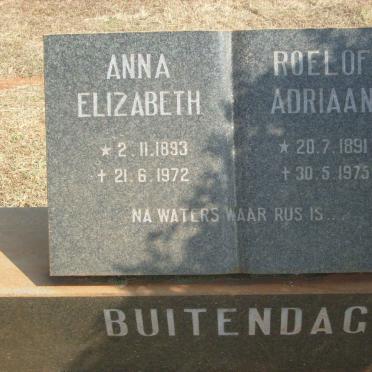 ANNA
ELIZABETH
* 2.11.1893
† 21.6.1972
ROELOF
ADRIAAN
* 20.7.1891
† 30.5.1973
NA WATERS WAAR RUS IS...
BUITENDAG